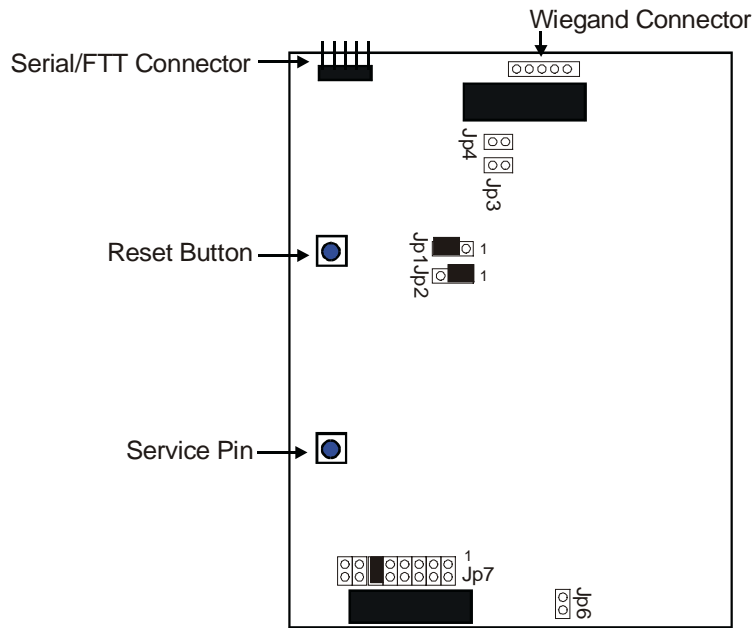 Wiegand Connector
Serial/FTT Connector
Jp4
Jp3
Reset Button
Jp1
1
Jp2
1
Service Pin
1
Jp7
Jp6